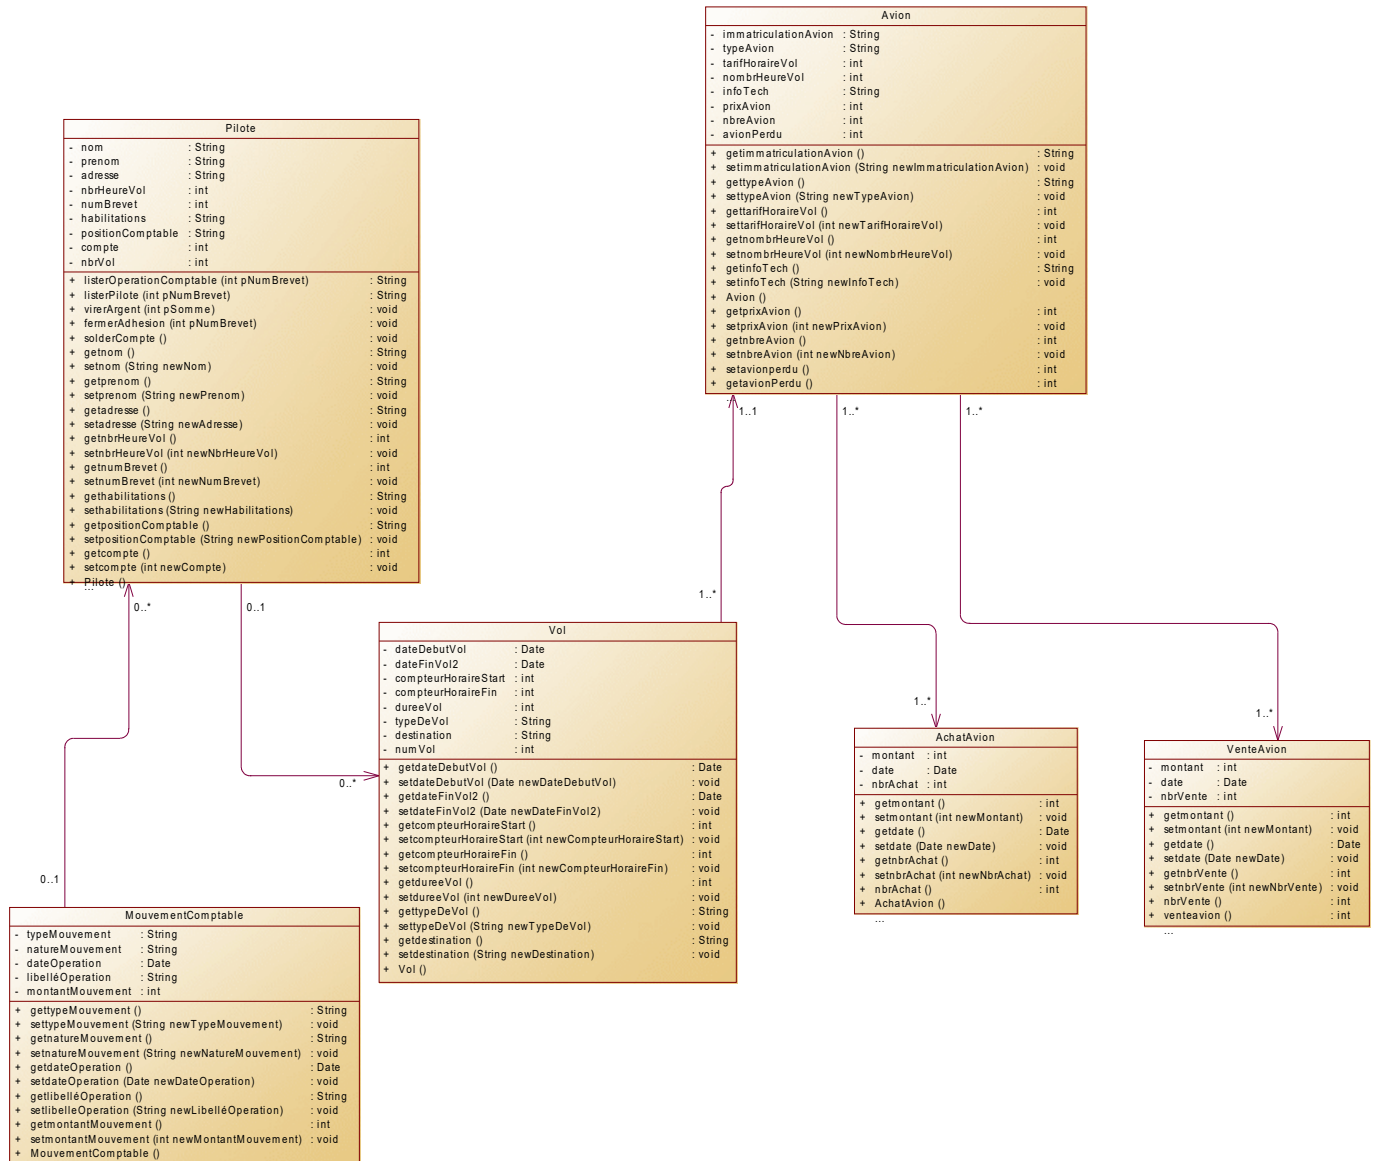 Avion
- immatriculationAvion : String
- typeAvion : String
- tarifHoraireVol : int
- nombrHeureVol : int
- infoTech : String
- prixAvion : int
- nbreAvion : int
- avionPerdu : int
+ getimmatriculationAvion () : String
+ setimmatriculationAvion (String newImmatriculationAvion) : void
+ gettypeAvion () : String
+ settypeAvion (String newTypeAvion) : void
+ gettarifHoraireVol () : int
+ settarifHoraireVol (int newTarifHoraireVol) : void
+ getnombrHeureVol () : int
+ setnombrHeureVol (int newNombrHeureVol) : void
+ getinfoTech () : String
+ setinfoTech (String newInfoTech) : void
+ Avion ()
+ getprixAvion () : int
+ setprixAvion (int newPrixAvion) : void
+ getnbreAvion () : int
+ setnbreAvion (int newNbreAvion) : void
+ setavionperdu () : int
+ getavionPerdu () : int
...
Pilote
- nom : String
- prenom : String
- adresse : String
- nbrHeureVol : int
- numBrevet : int
- habilitations : String
- positionComptable : String
- compte : int
- nbrVol : int
+ listerOperationComptable (int pNumBrevet) : String
+ listerPilote (int pNumBrevet) : String
+ virerArgent (int pSomme) : void
+ fermerAdhesion (int pNumBrevet) : void
+ solderCompte () : void
+ getnom () : String
+ setnom (String newNom) : void
+ getprenom () : String
+ setprenom (String newPrenom) : void
+ getadresse () : String
+ setadresse (String newAdresse) : void
+ getnbrHeureVol () : int
+ setnbrHeureVol (int newNbrHeureVol) : void
+ getnumBrevet () : int
+ setnumBrevet (int newNumBrevet) : void
+ gethabilitations () : String
+ sethabilitations (String newHabilitations) : void
+ getpositionComptable () : String
+ setpositionComptable (String newPositionComptable) : void
+ getcompte () : int
+ setcompte (int newCompte) : void
+ Pilote ()
...
1..1
1..*
1..*
1..*
0..*
0..1
0..*
0..1
1..*
1..*
Vol
- dateDebutVol : Date
- dateFinVol2 : Date
- compteurHoraireStart : int
- compteurHoraireFin : int
- dureeVol : int
- typeDeVol : String
- destination : String
- numVol : int
+ getdateDebutVol () : Date
+ setdateDebutVol (Date newDateDebutVol) : void
+ getdateFinVol2 () : Date
+ setdateFinVol2 (Date newDateFinVol2) : void
+ getcompteurHoraireStart () : int
+ setcompteurHoraireStart (int newCompteurHoraireStart) : void
+ getcompteurHoraireFin () : int
+ setcompteurHoraireFin (int newCompteurHoraireFin) : void
+ getdureeVol () : int
+ setdureeVol (int newDureeVol) : void
+ gettypeDeVol () : String
+ settypeDeVol (String newTypeDeVol) : void
+ getdestination () : String
+ setdestination (String newDestination) : void
+ Vol ()
AchatAvion
- montant : int
- date : Date
- nbrAchat : int
+ getmontant () : int
+ setmontant (int newMontant) : void
+ getdate () : Date
+ setdate (Date newDate) : void
+ getnbrAchat () : int
+ setnbrAchat (int newNbrAchat) : void
+ nbrAchat () : int
+ AchatAvion ()
...
VenteAvion
- montant : int
- date : Date
- nbrVente : int
+ getmontant () : int
+ setmontant (int newMontant) : void
+ getdate () : Date
+ setdate (Date newDate) : void
+ getnbrVente () : int
+ setnbrVente (int newNbrVente) : void
+ nbrVente () : int
+ venteavion () : int
...
MouvementComptable
- typeMouvement : String
- natureMouvement : String
- dateOperation : Date
- libelléOperation : String
- montantMouvement : int
+ gettypeMouvement () : String
+ settypeMouvement (String newTypeMouvement) : void
+ getnatureMouvement () : String
+ setnatureMouvement (String newNatureMouvement) : void
+ getdateOperation () : Date
+ setdateOperation (Date newDateOperation) : void
+ getlibelléOperation () : String
+ setlibelleOperation (String newLibelléOperation) : void
+ getmontantMouvement () : int
+ setmontantMouvement (int newMontantMouvement) : void
+ MouvementComptable ()